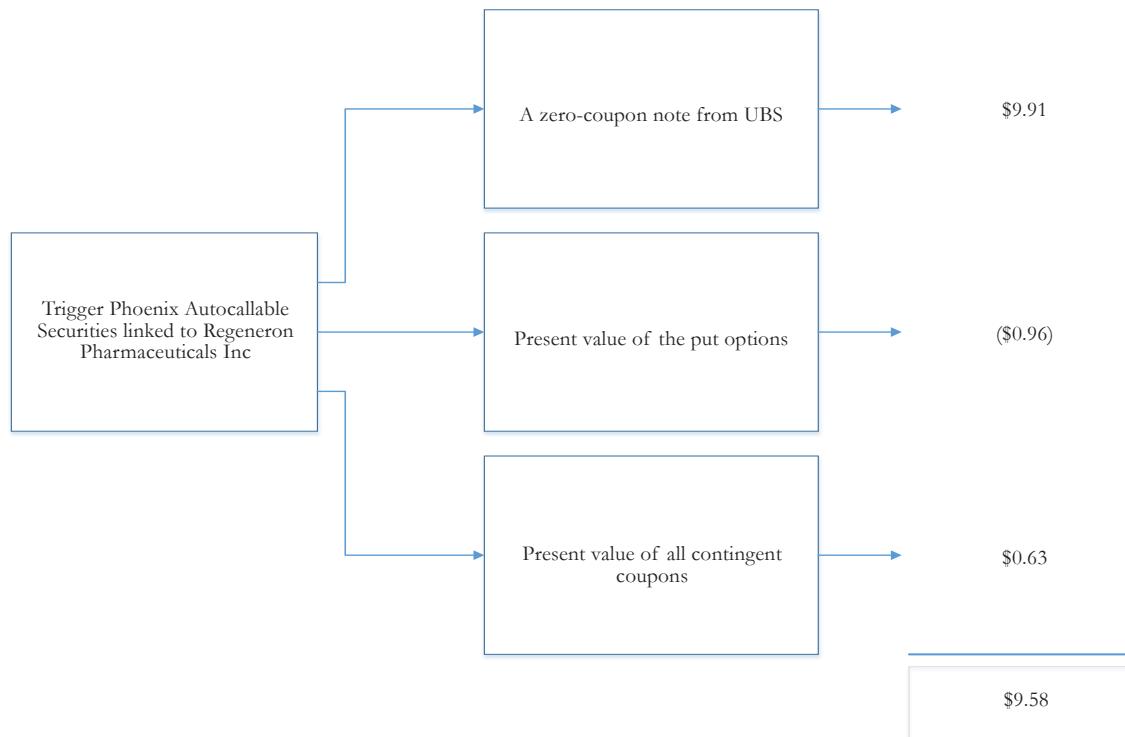 A zero-coupon note from UBS
$9.91
Trigger Phoenix Autocallable
Securities linked to Regeneron
Pharmaceuticals Inc
Present value of the put options
($0.96)
Present value of all contingent
coupons
$0.63
$9.58